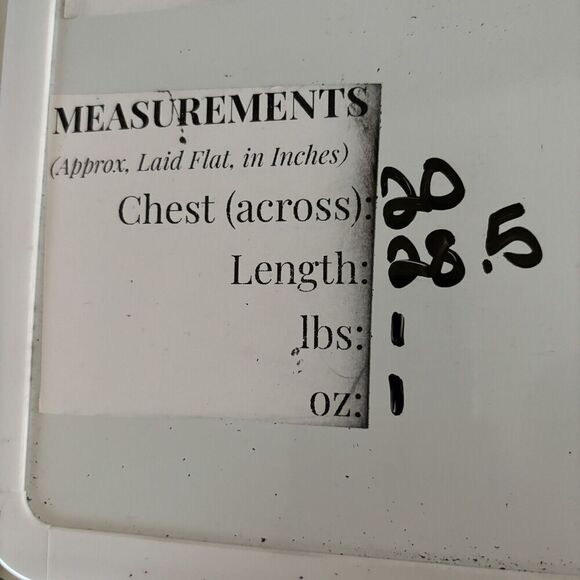 MEASUREMENTS
(Approx, Laid Flat, in Inches)
Chest (across): 20
Length: 28.5
lbs: 1
oz: 1